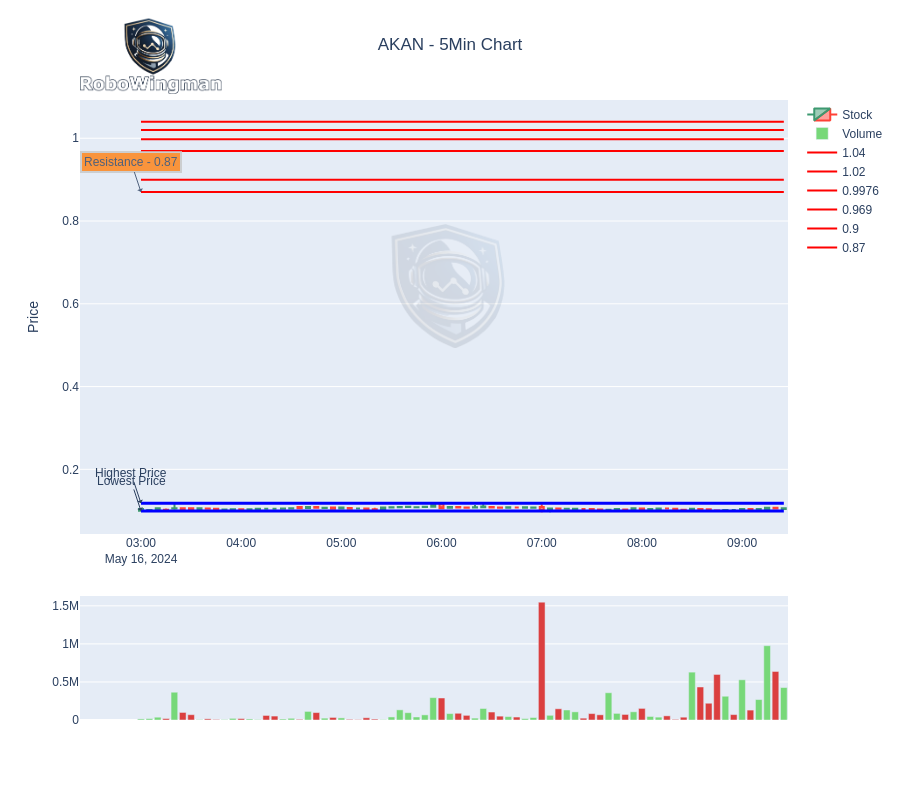 RoboWingman
AKAN - 5Min Chart
Stock
Volume
1.04
1.02
0.9976
0.969
0.9
0.87
1
0.8
0.6
0.4
0.2
Price
Resistance - 0.87
Highest Price
Lowest Price
03:00 04:00 05:00 06:00 07:00 08:00 09:00
May 16, 2024
1.5M
1M
0.5M
0